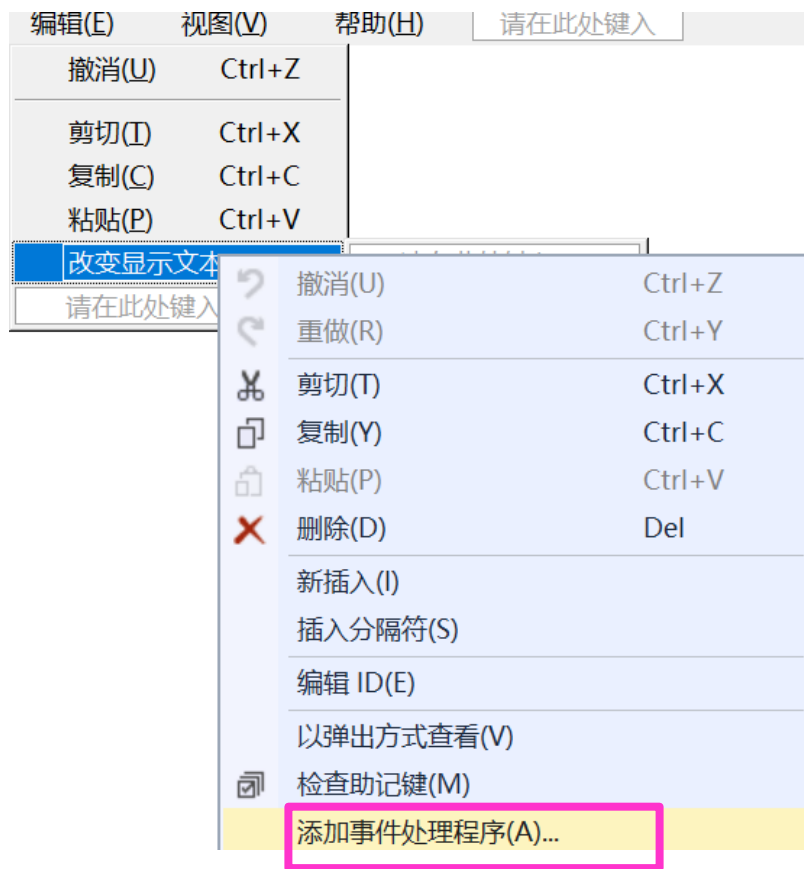 编辑(E) 视图(V) 帮助(H) 请在此处键入
撤消(U) Ctrl+Z
剪切(T) Ctrl+X
复制(C) Ctrl+C
粘贴(P) Ctrl+V
改变显示文本
请在此处键入
撤消(U) Ctrl+Z
重做(R) Ctrl+Y
剪切(T) Ctrl+X
复制(Y) Ctrl+C
粘贴(P) Ctrl+V
删除(D) Del
新插入(I)
插入分隔符(S)
编辑 ID(E)
以弹出方式查看(V)
检查助记键(M)
添加事件处理程序(A)...